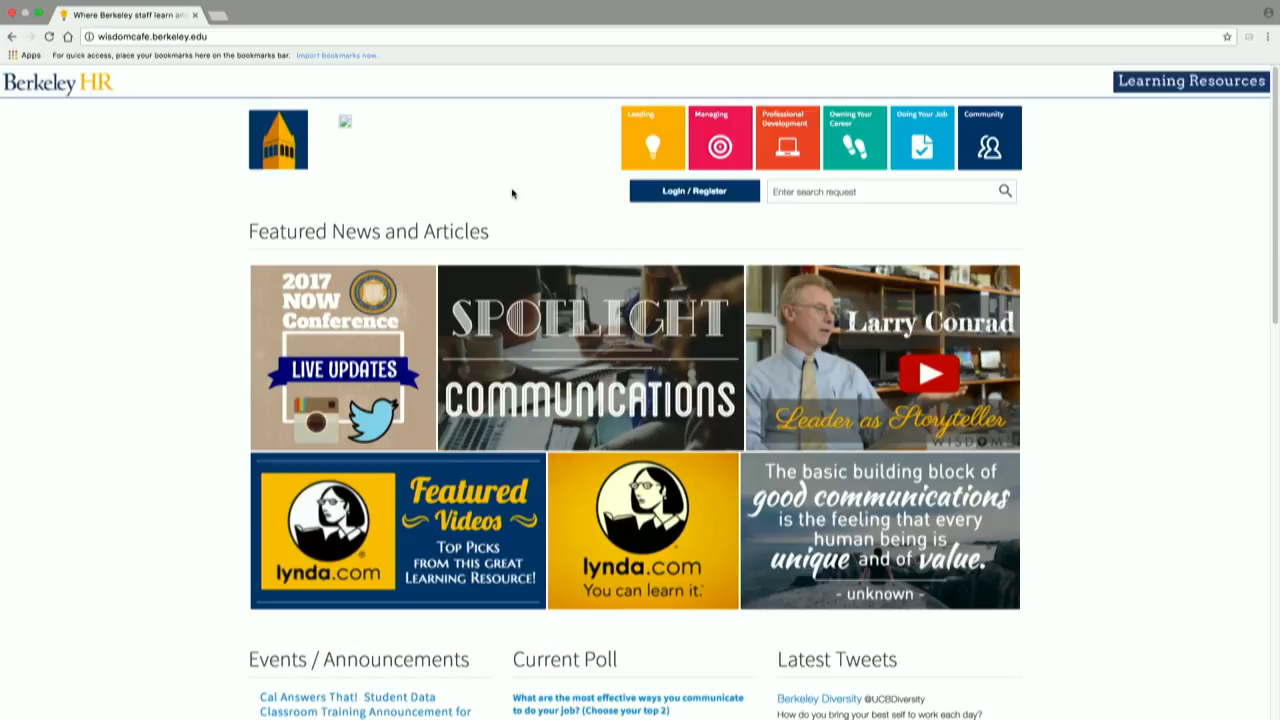 Where Berkeley staff learn an
wisdomcafe.berkeley.edu
Apps For quick access, place your bookmarks here on the bookmarks bar. Import bookmarks now...
Berkeley HR
Learning Resources
Leading
Managing
Professional
Development
Owning Your
Career
Doing Your Job
Community
Login / Register
Enter search request
Featured News and Articles
2017
NOW
Conference
LIVE UPDATES
SPOTLIGHT
COMMUNICATIONS
Larry Conrad
Leader as Storyteller
WISDOM
lynda.com
Featured
Videos
TOP PICKS
FROM THIS GREAT
LEARNING RESOURCE!
lynda.com
You can learn it.
The basic building block of
good communications
is the feeling that every
human being is
unique and of value.
- unknown -
Events / Announcements
Cal Answers That! Student Data
Classroom Training Announcement for
Current Poll
What are the most effective ways you communicate
to do your job? (Choose your top 2)
Latest Tweets
Berkeley Diversity @UCBDiversity
How do you bring your best self to work each day?